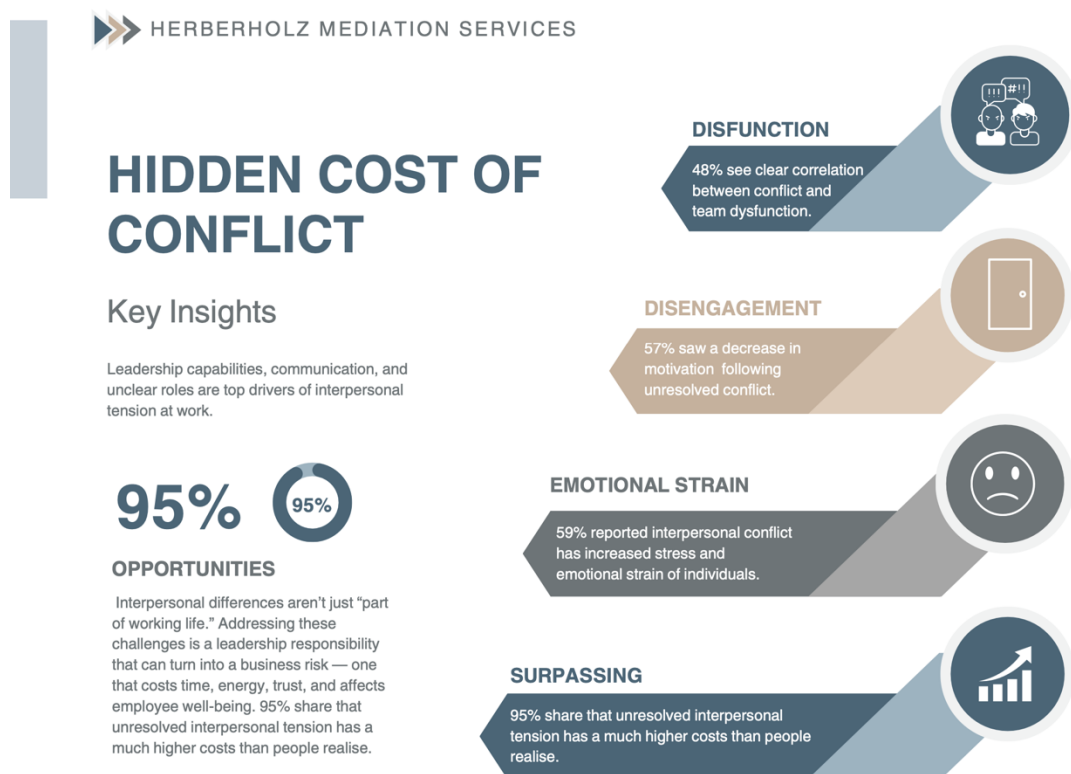 HERBERHOLZ MEDIATION SERVICES
HIDDEN COST OF
CONFLICT
Key Insights
Leadership capabilities, communication, and
unclear roles are top drivers of interpersonal
tension at work.
95%
95%
OPPORTUNITIES
Interpersonal differences aren’t just “part
of working life.” Addressing these
challenges is a leadership responsibility
that can turn into a business risk — one
that costs time, energy, trust, and affects
employee well-being. 95% share that
unresolved interpersonal tension has a
much higher costs than people realise.
!!!
#!!
DISFUNCTION
48% see clear correlation
between conflict and
team dysfunction.
DISENGAGEMENT
57% saw a decrease in
motivation following
unresolved conflict.
EMOTIONAL STRAIN
59% reported interpersonal conflict
has increased stress and
emotional strain of individuals.
SURPASSING
95% share that unresolved interpersonal
tension has a much higher costs than people
realise.